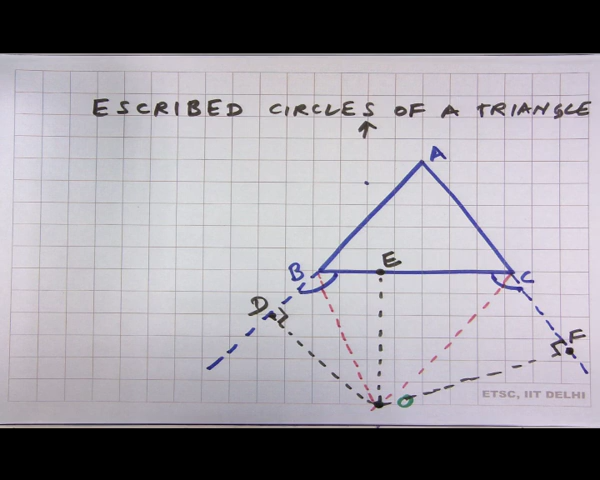 ESCRIBED CIRCLES OF A TRIANGLE
A
B
E
C
D
F
O
ETSC, IIT DELHI